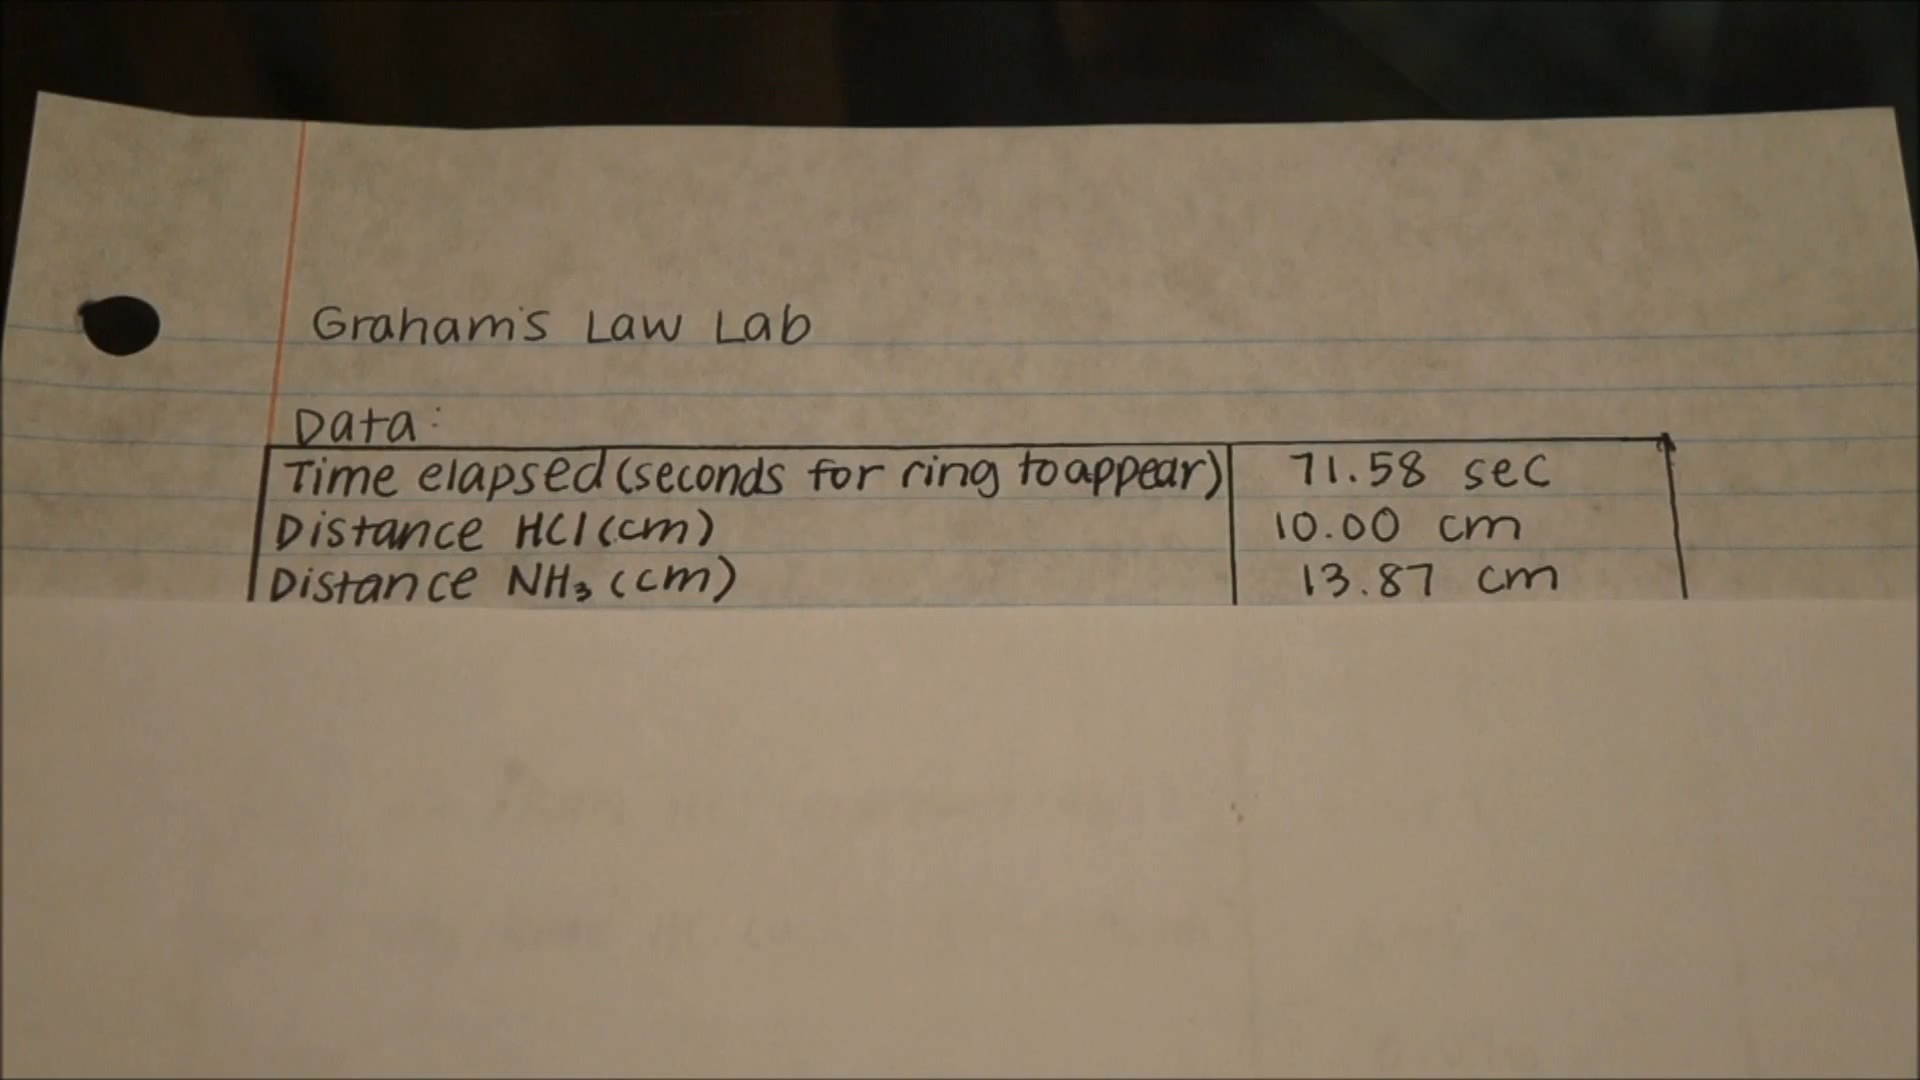 Graham's Law Lab
Data:
Time elapsed (seconds for ring to appear) 71.58 sec
Distance HCl (cm) 10.00 cm
Distance NH₃ (cm) 13.87 cm